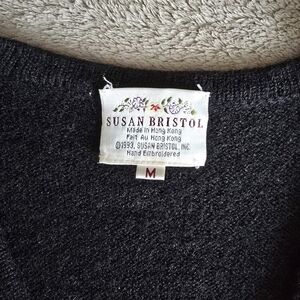 SUSAN BRISTOL
Made in Hong Kong
Fait Au Hong Kong
©1993, SUSAN BRISTOL, INC.
Hand Embroidered
M